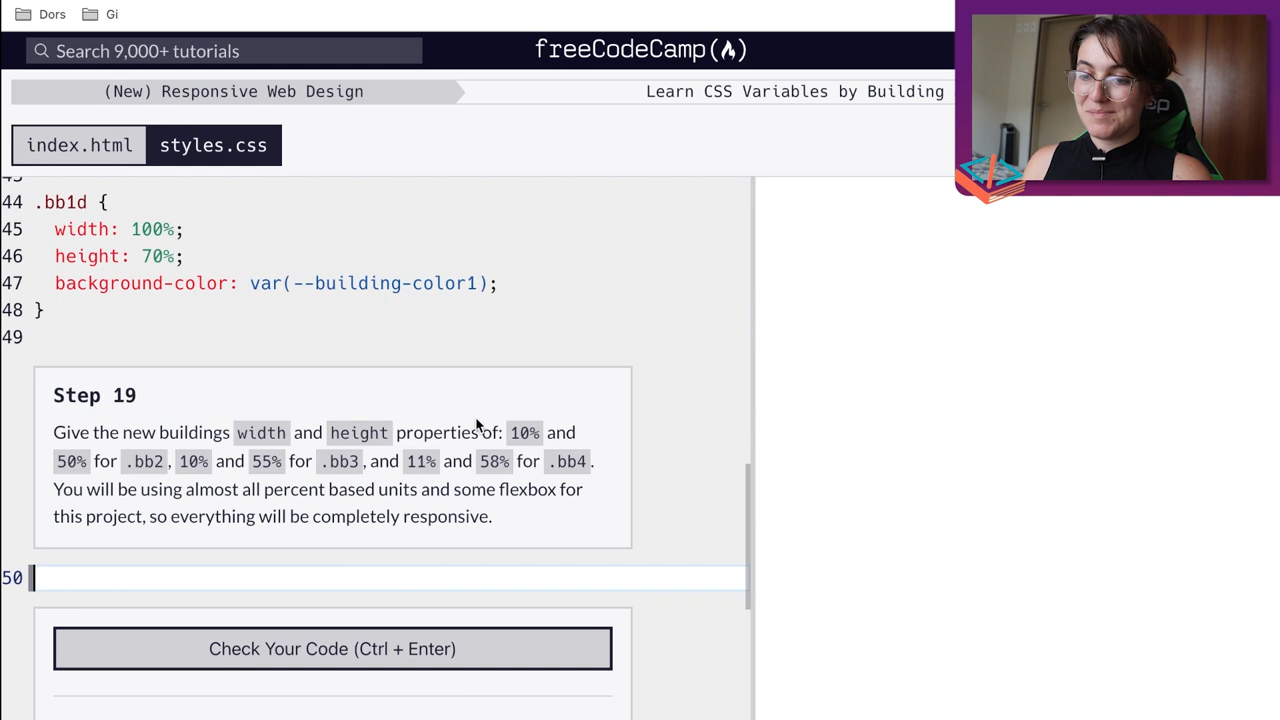 Dors Gi
Search 9,000+ tutorials
freeCodeCamp
(New) Responsive Web Design
Learn CSS Variables by Building
index.html styles.css
44 .bb1d {
45 width: 100%;
46 height: 70%;
47 background-color: var(--building-color1);
48 }
49
Step 19
Give the new buildings width and height properties of: 10% and
50% for .bb2, 10% and 55% for .bb3, and 11% and 58% for .bb4.
You will be using almost all percent based units and some flexbox for
this project, so everything will be completely responsive.
50
Check Your Code (Ctrl + Enter)